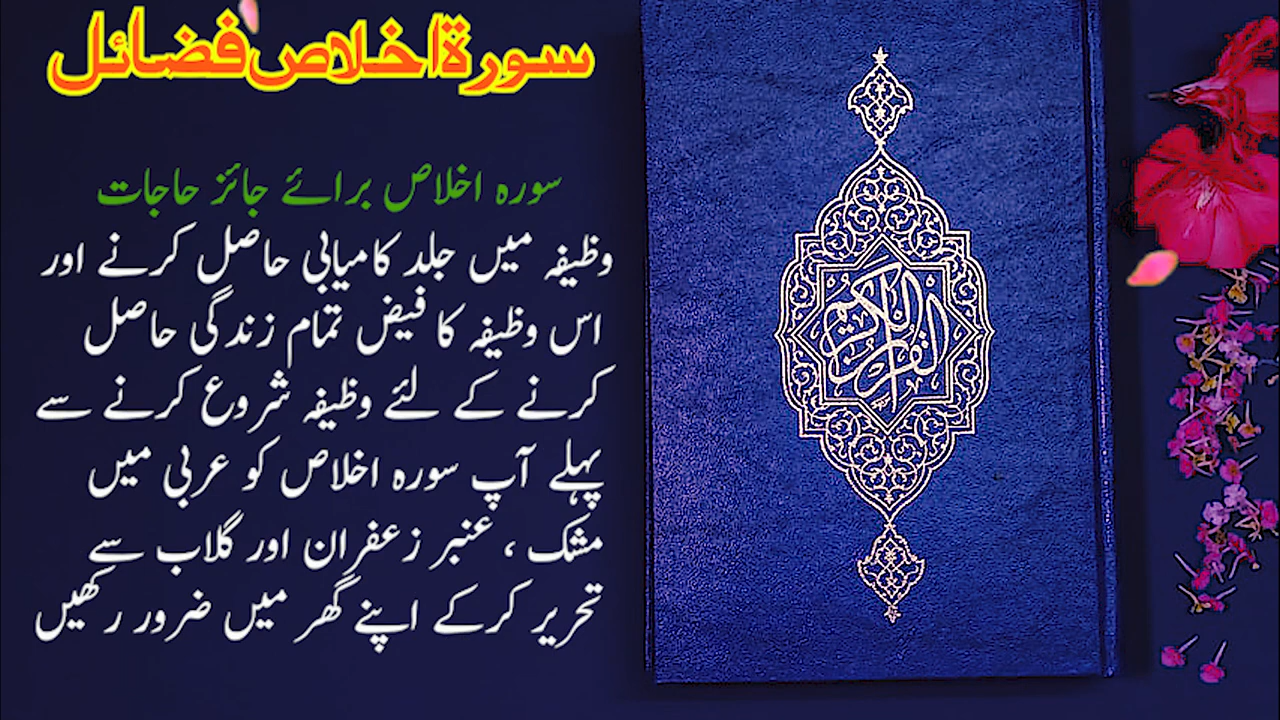 سورۃ اخلاص فضائل
سورہ اخلاص برائے جائز حاجات
وظیفہ میں جلد کامیابی حاصل کرنے اور
اس وظیفہ کا فیض تمام زندگی حاصل
کرنے کے لئے وظیفہ شروع کرنے سے
پہلے آپ سورہ اخلاص کو عربی میں
مشک ، عنبر زعفران اور گلاب سے
تحریر کرکے اپنے گھر میں ضرور رکھیں
القرآن الكريم